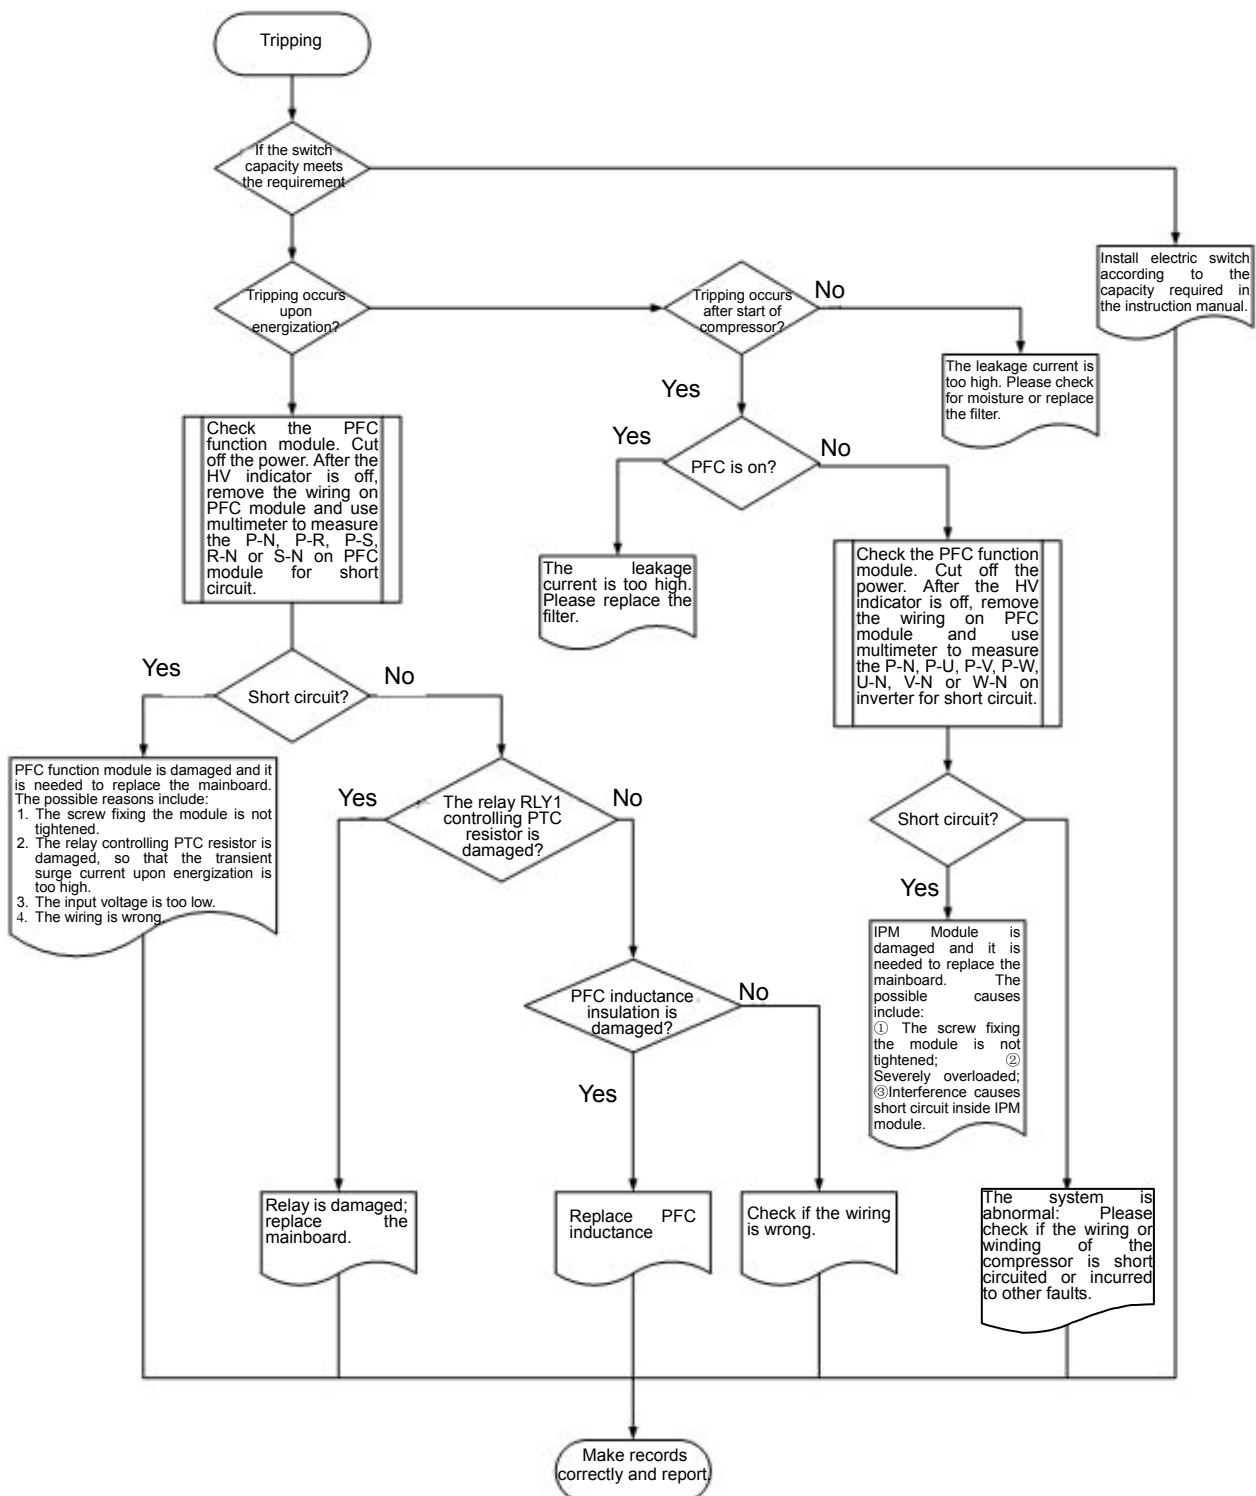 Tripping
If the switch
capacity meets
the requirement
Install electric switch
according to the
capacity required in
the instruction manual.
Tripping occurs
upon
energization?
Tripping occurs
after start of
compressor?
No
The leakage current is
too high. Please check
for moisture or replace
the filter.
Yes
Check the PFC
function module. Cut
off the power. After the
HV indicator is off,
remove the wiring on
PFC module and use
multimeter to measure
the P-N, P-R, P-S,
R-N or S-N on PFC
module for short
circuit.
Yes
PFC is on?
No
The leakage
current is too high.
Please replace the
filter.
Check the PFC function
module. Cut off the
power. After the HV
indicator is off, remove
the wiring on PFC
module and use
multimeter to measure
the P-N, P-U, P-V, P-W,
U-N, V-N or W-N on
inverter for short circuit.
Yes
Short circuit?
No
PFC function module is damaged and it
is needed to replace the mainboard.
The possible reasons include:
1. The screw fixing the module is not
tightened.
2. The relay controlling PTC resistor is
damaged, so that the transient
surge current upon energization is
too high.
3. The input voltage is too low.
4. The wiring is wrong.
Yes
The relay RLY1
controlling PTC
resistor is
damaged?
No
Short circuit?
Yes
IPM Module is
damaged and it is
needed to replace the
mainboard. The
possible causes
include:
① The screw fixing
the module is not
tightened; ②
Severely overloaded;
③Interference causes
short circuit inside IPM
module.
PFC inductance
insulation is
damaged?
No
Yes
Relay is damaged;
replace the
mainboard.
Replace PFC
inductance
Check if the wiring
is wrong.
The system is
abnormal: Please
check if the wiring or
winding of the
compressor is short
circuited or incurred
to other faults.
Make records
correctly and report.